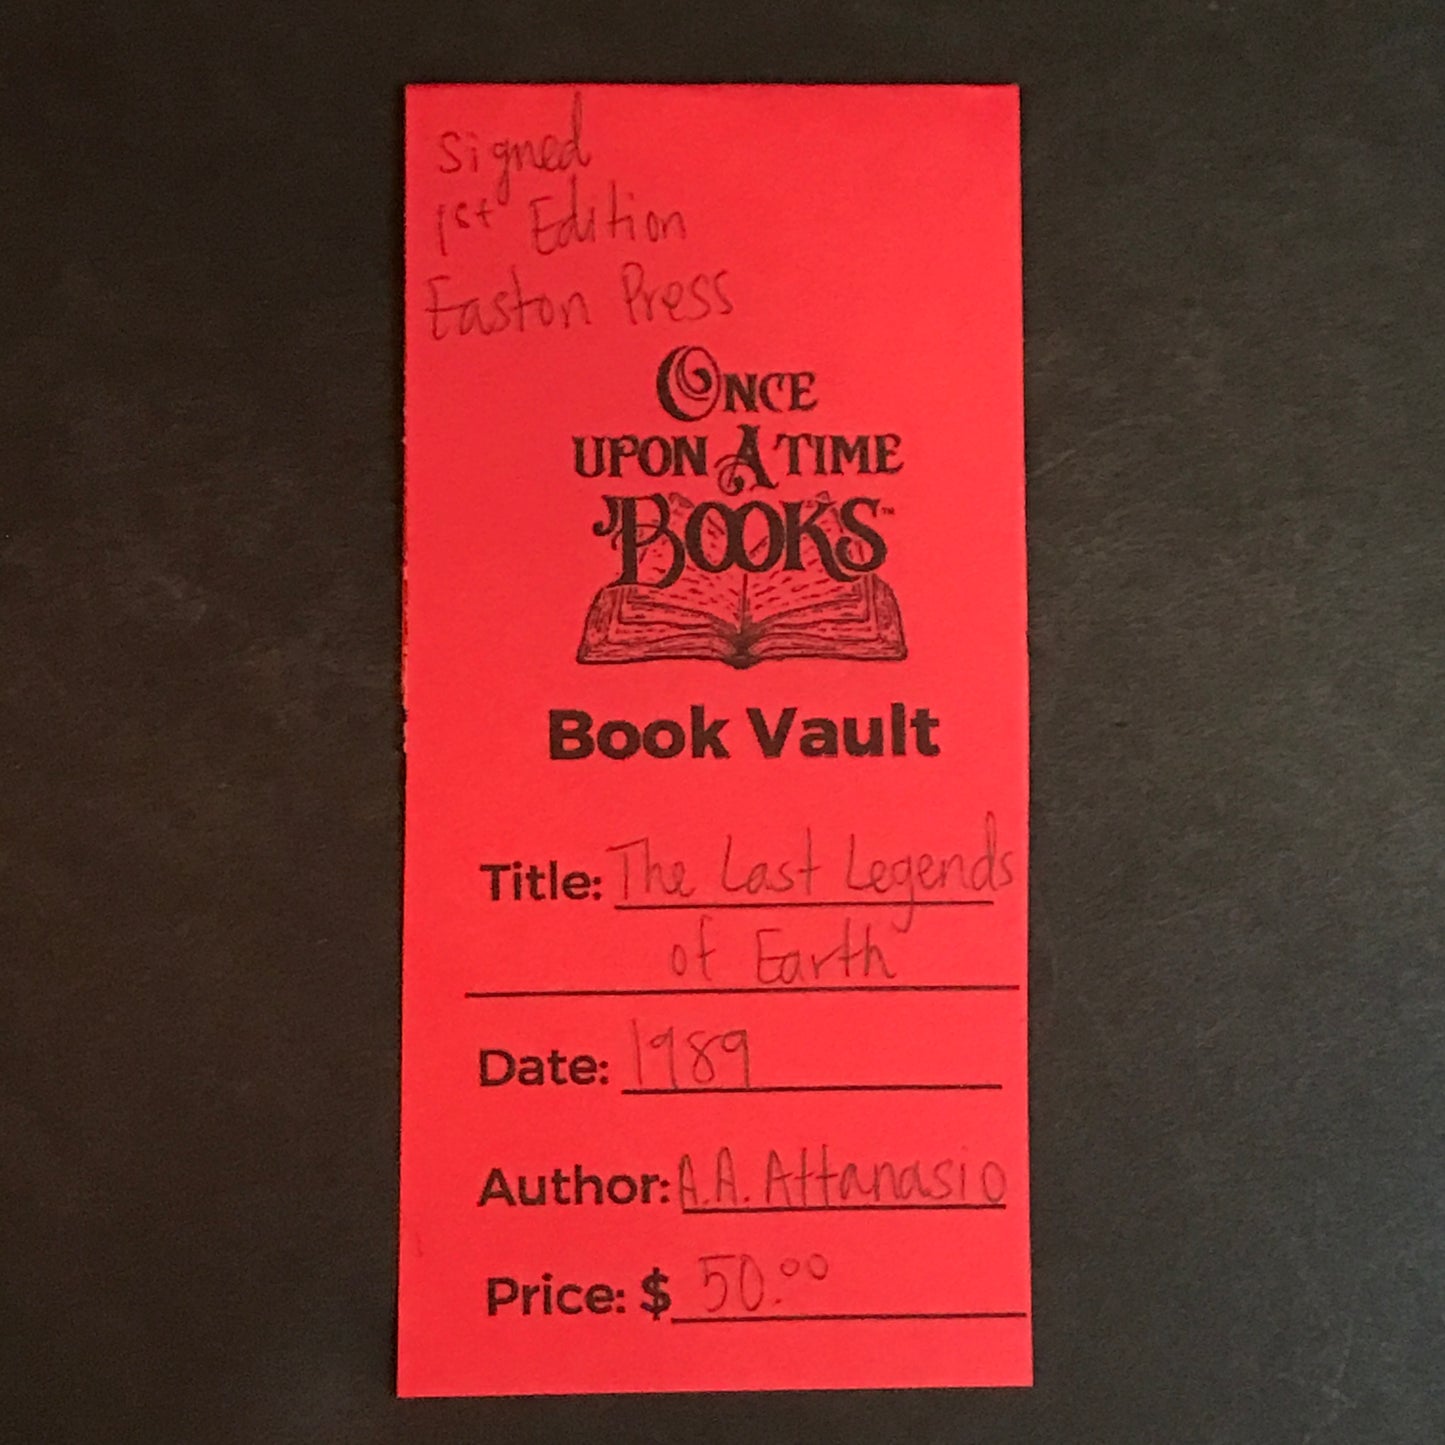 Signed
1st Edition
Easton Press
ONCE
UPON A TIME
BOOKS™
Book Vault
Title: The Last Legends
of Earth
Date: 1989
Author: A.A. Attanasio
Price: $ 50.00